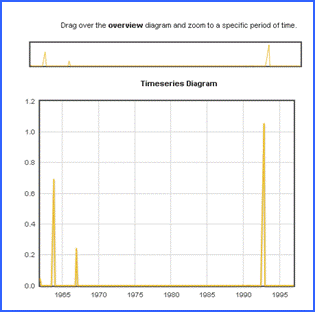 Drag over the overview diagram and zoom to a specific period of time.
Timeseries Diagram
1.2
1.0
0.8
0.6
0.4
0.2
0.0
1965 1970 1975 1980 1985 1990 1995